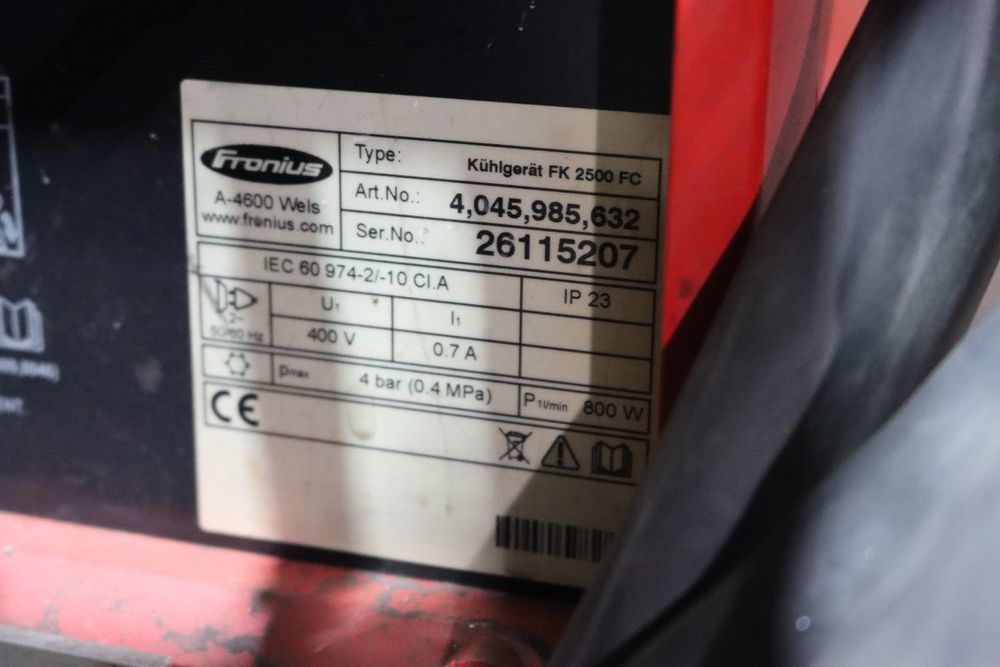 Fronius
A-4600 Wels
www.fronius.com
Type: Kühlgerät FK 2500 FC
Art.No.: 4,045,985,632
Ser.No.: 26115207
IEC 60 974-2/-10 Cl.A
IP 23
2~
50/60 Hz
U1
I1
400 V
0.7 A
pmax
4 bar (0.4 MPa)
P1l/min 800 W
CE